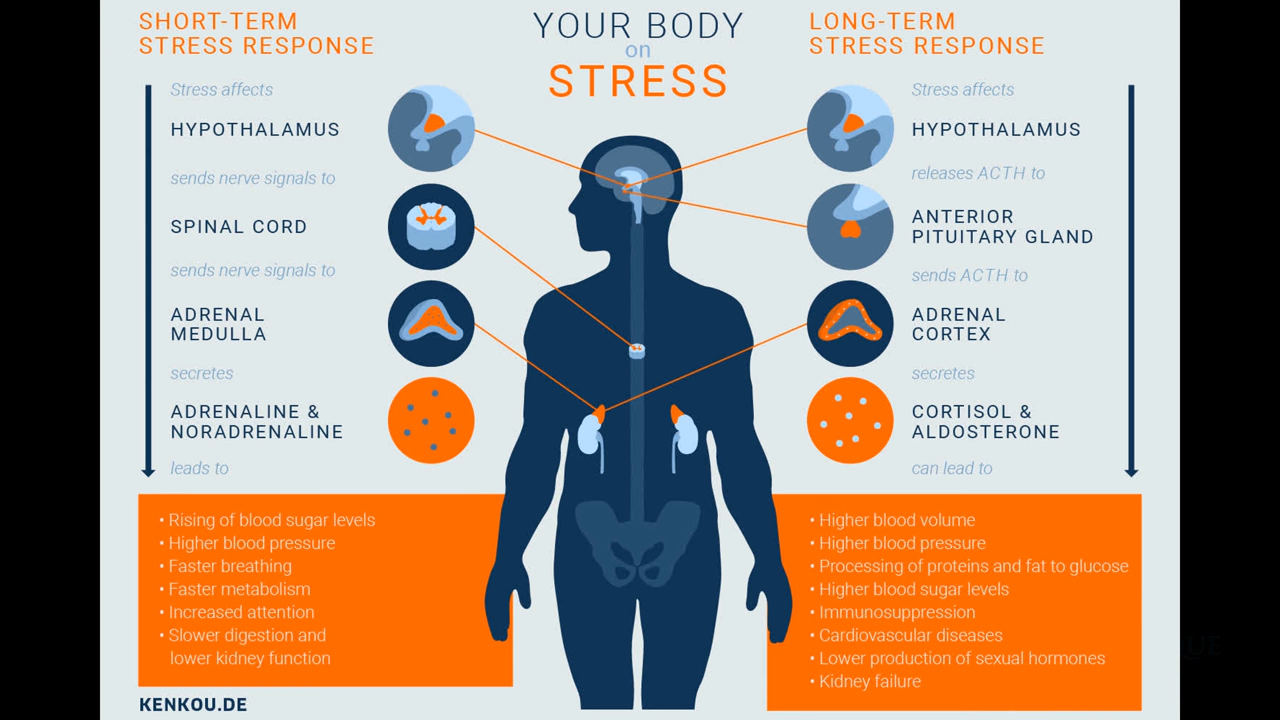 SHORT-TERM
STRESS RESPONSE
Stress affects
HYPOTHALAMUS
sends nerve signals to
SPINAL CORD
sends nerve signals to
ADRENAL
MEDULLA
secretes
ADRENALINE &
NORADRENALINE
leads to
• Rising of blood sugar levels
• Higher blood pressure
• Faster breathing
• Faster metabolism
• Increased attention
• Slower digestion and
lower kidney function
KENKOU.DE
YOUR BODY
on
STRESS
LONG-TERM
STRESS RESPONSE
Stress affects
HYPOTHALAMUS
releases ACTH to
ANTERIOR
PITUITARY GLAND
sends ACTH to
ADRENAL
CORTEX
secretes
CORTISOL &
ALDOSTERONE
can lead to
• Higher blood volume
• Higher blood pressure
• Processing of proteins and fat to glucose
• Higher blood sugar levels
• Immunosuppression
• Cardiovascular diseases
• Lower production of sexual hormones
• Kidney failure